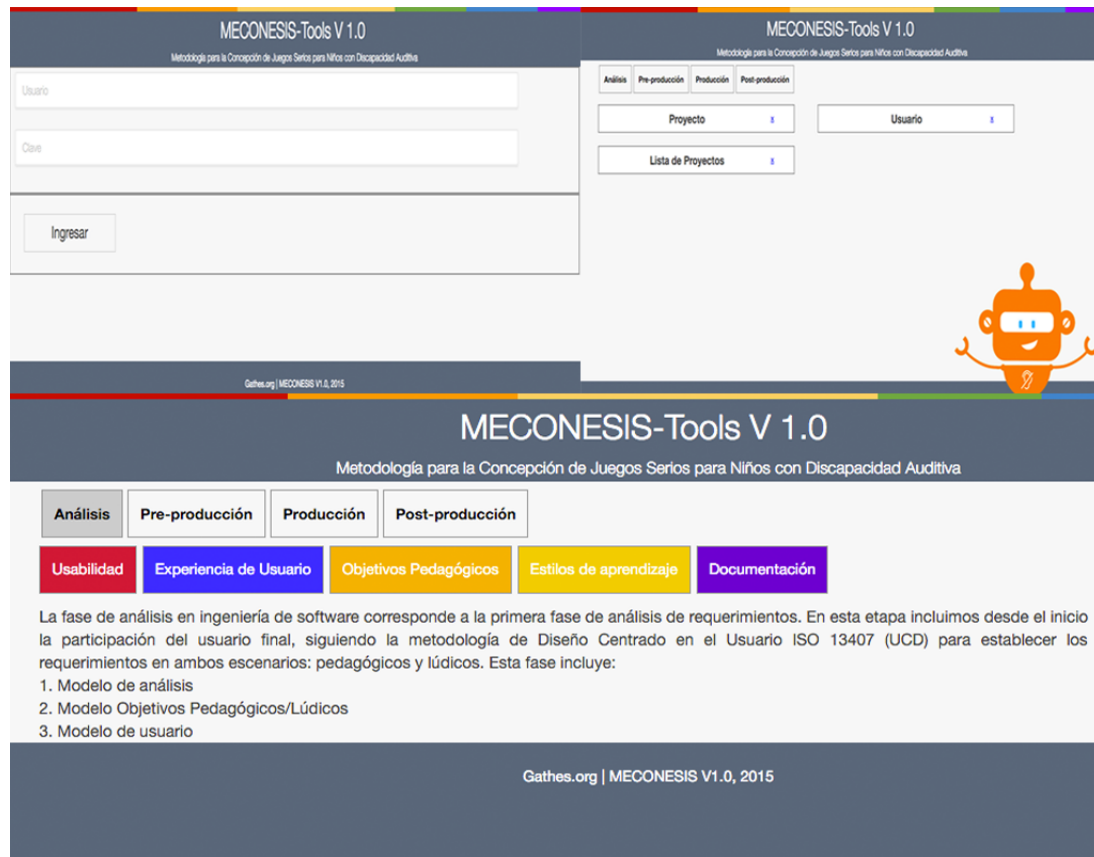 MECONESIS-Tools V 1.0
Metodología para la Concepción de Juegos Serios para Niños con Discapacidad Auditiva
Usuario
Clave
Ingresar
Gathes.org | MECONESIS V1.0, 2015
MECONESIS-Tools V 1.0
Metodología para la Concepción de Juegos Serios para Niños con Discapacidad Auditiva
Análisis Pre-producción Producción Post-producción
Proyecto x Usuario x
Lista de Proyectos x
MECONESIS-Tools V 1.0
Metodología para la Concepción de Juegos Serios para Niños con Discapacidad Auditiva
Análisis Pre-producción Producción Post-producción
Usabilidad Experiencia de Usuario Objetivos Pedagógicos Estilos de aprendizaje Documentación
La fase de análisis en ingeniería de software corresponde a la primera fase de análisis de requerimientos. En esta etapa incluimos desde el inicio
la participación del usuario final, siguiendo la metodología de Diseño Centrado en el Usuario ISO 13407 (UCD) para establecer los
requerimientos en ambos escenarios: pedagógicos y lúdicos. Esta fase incluye:
1. Modelo de análisis
2. Modelo Objetivos Pedagógicos/Lúdicos
3. Modelo de usuario
Gathes.org | MECONESIS V1.0, 2015